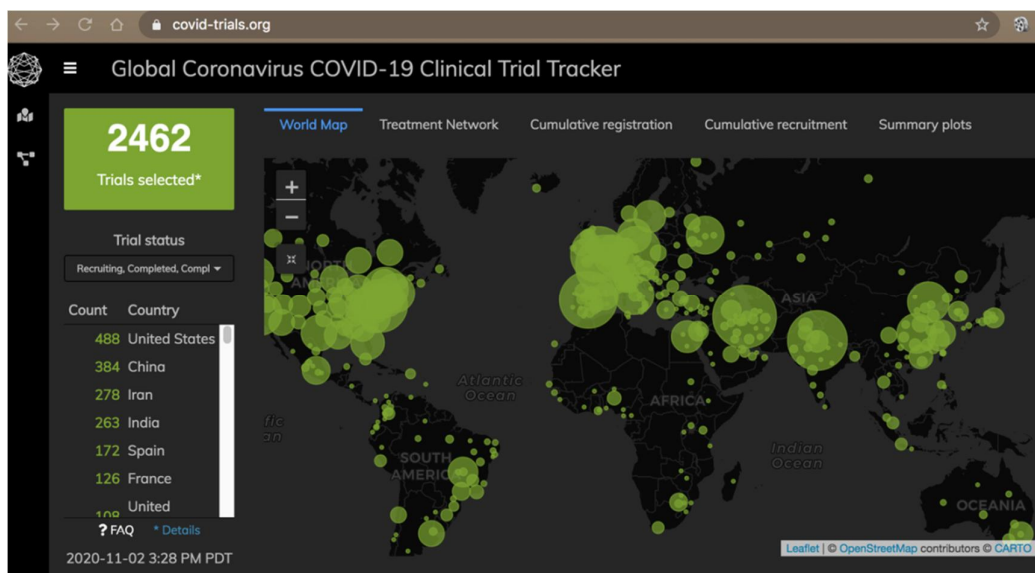 covid-trials.org
Global Coronavirus COVID-19 Clinical Trial Tracker
2462
Trials selected*
Trial status
Recruiting, Completed, Compl
Count Country
488 United States
384 China
278 Iran
263 India
172 Spain
126 France
108 United
? FAQ * Details
2020-11-02 3:28 PM PDT
World Map Treatment Network Cumulative registration Cumulative recruitment Summary plots
+
−
NORTH
AMERICA
Atlantic
Ocean
ASIA
AFRICA
Indian
Ocean
SOUTH
AMERIC
OCEANIA
Leaflet | © OpenStreetMap contributors © CARTO